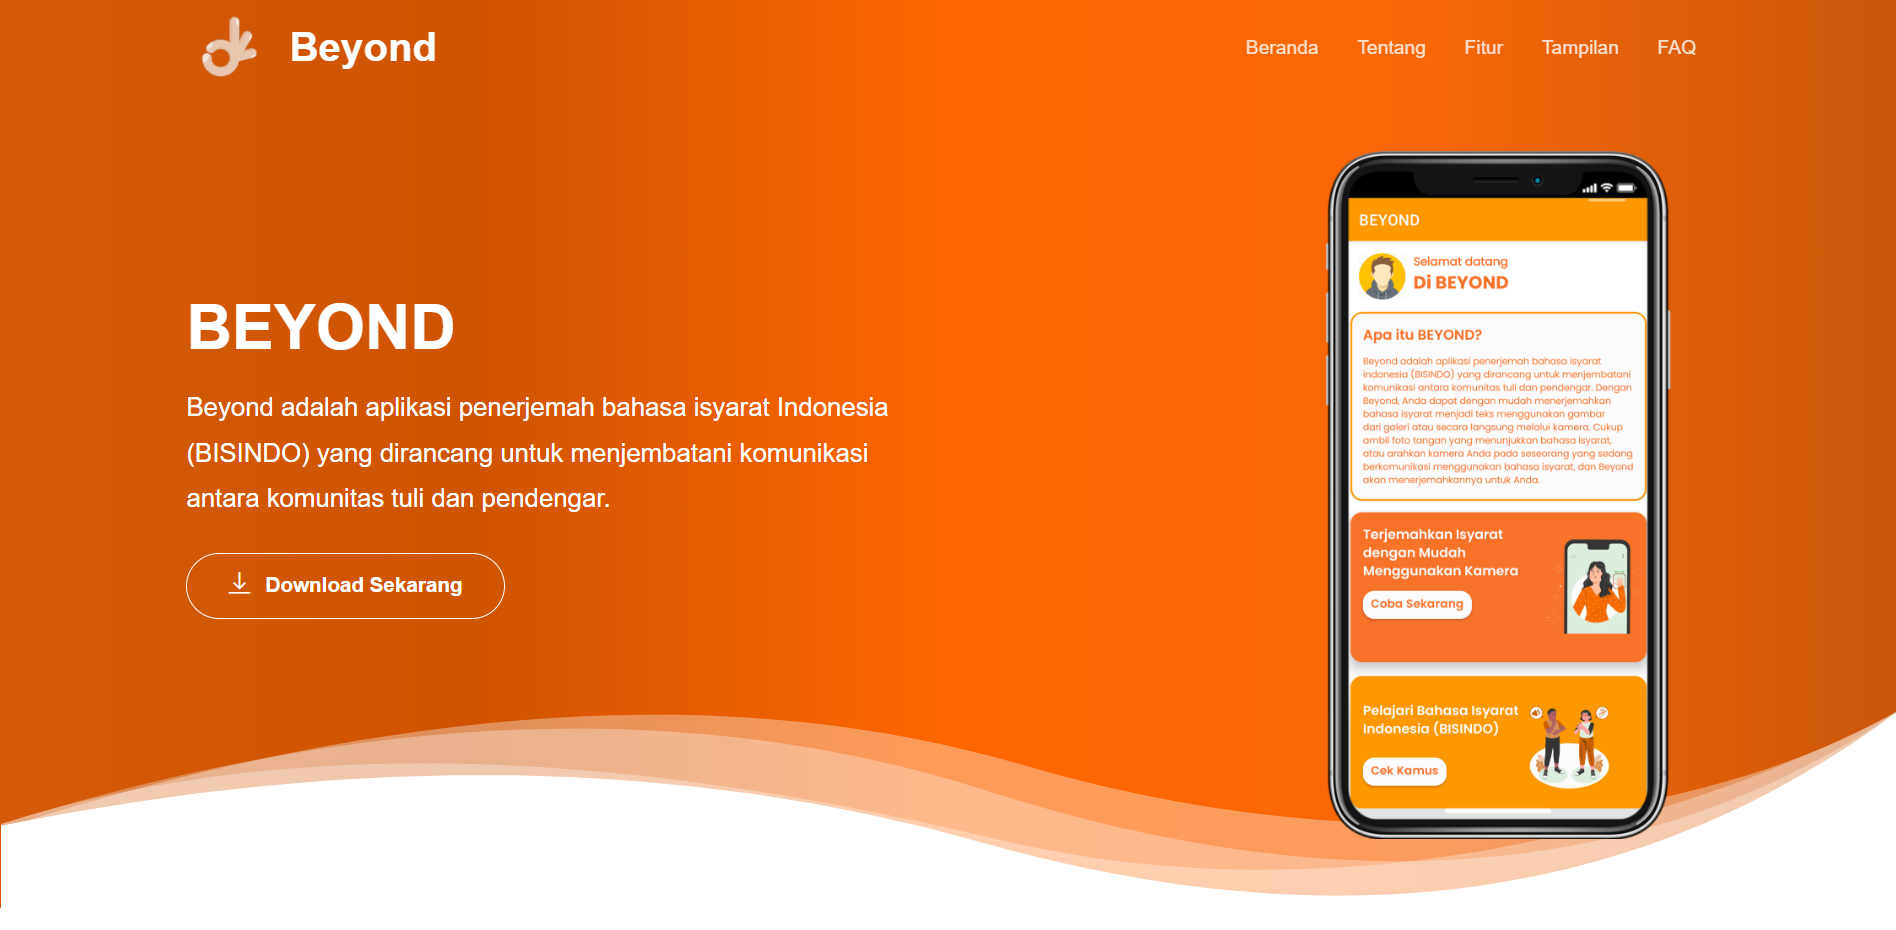 Beyond
Beranda Tentang Fitur Tampilan FAQ
BEYOND
Beyond adalah aplikasi penerjemah bahasa isyarat Indonesia
(BISINDO) yang dirancang untuk menjembatani komunikasi
antara komunitas tuli dan pendengar.
Download Sekarang
BEYOND
Selamat datang
Di BEYOND
Apa itu BEYOND?
Beyond adalah aplikasi penerjemah bahasa isyarat
indonesia (BISINDO) yang dirancang untuk menjembatani
komunikasi antara komunitas tuli dan pendengar. Dengan
Beyond, Anda dapat dengan mudah menerjemahkan
bahasa isyarat menjadi teks menggunakan gambar
dari galeri atau secara langsung melalui kamera. Cukup
ambil foto tangan yang menunjukkan bahasa isyarat,
atau arahkan kamera Anda pada seseorang yang sedang
berkomunikasi menggunakan bahasa isyarat, dan Beyond
akan menerjemahkannya untuk Anda.
Terjemahkan Isyarat
dengan Mudah
Menggunakan Kamera
Coba Sekarang
Pelajari Bahasa Isyarat
Indonesia (BISINDO)
Cek Kamus